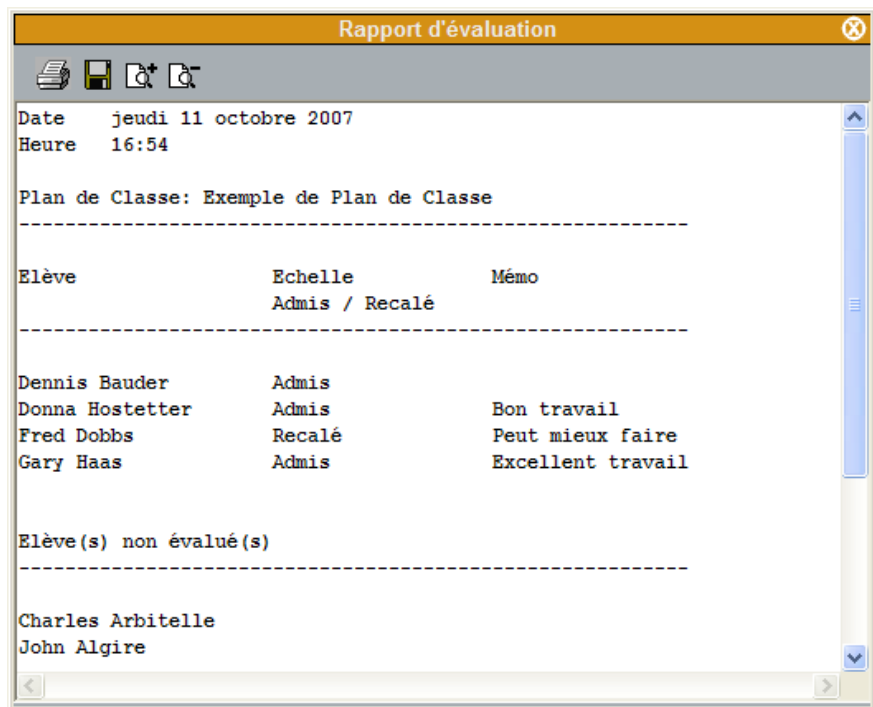 Rapport d'évaluation
Date jeudi 11 octobre 2007
Heure 16:54
Plan de Classe: Exemple de Plan de Classe
----------------------------------------------------------
Elève Echelle Mémo
Admis / Recalé
----------------------------------------------------------
Dennis Bauder Admis
Donna Hostetter Admis Bon travail
Fred Dobbs Recalé Peut mieux faire
Gary Haas Admis Excellent travail
Elève(s) non évalué(s)
----------------------------------------------------------
Charles Arbitelle
John Algire